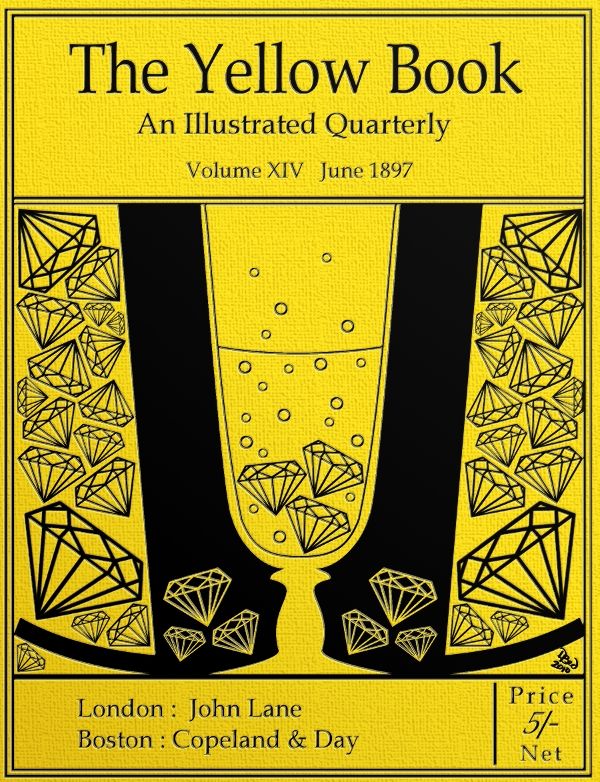 The Yellow Book
An Illustrated Quarterly
Volume XIV June 1897
London : John Lane
Boston : Copeland & Day
Price
5/-
Net
2010